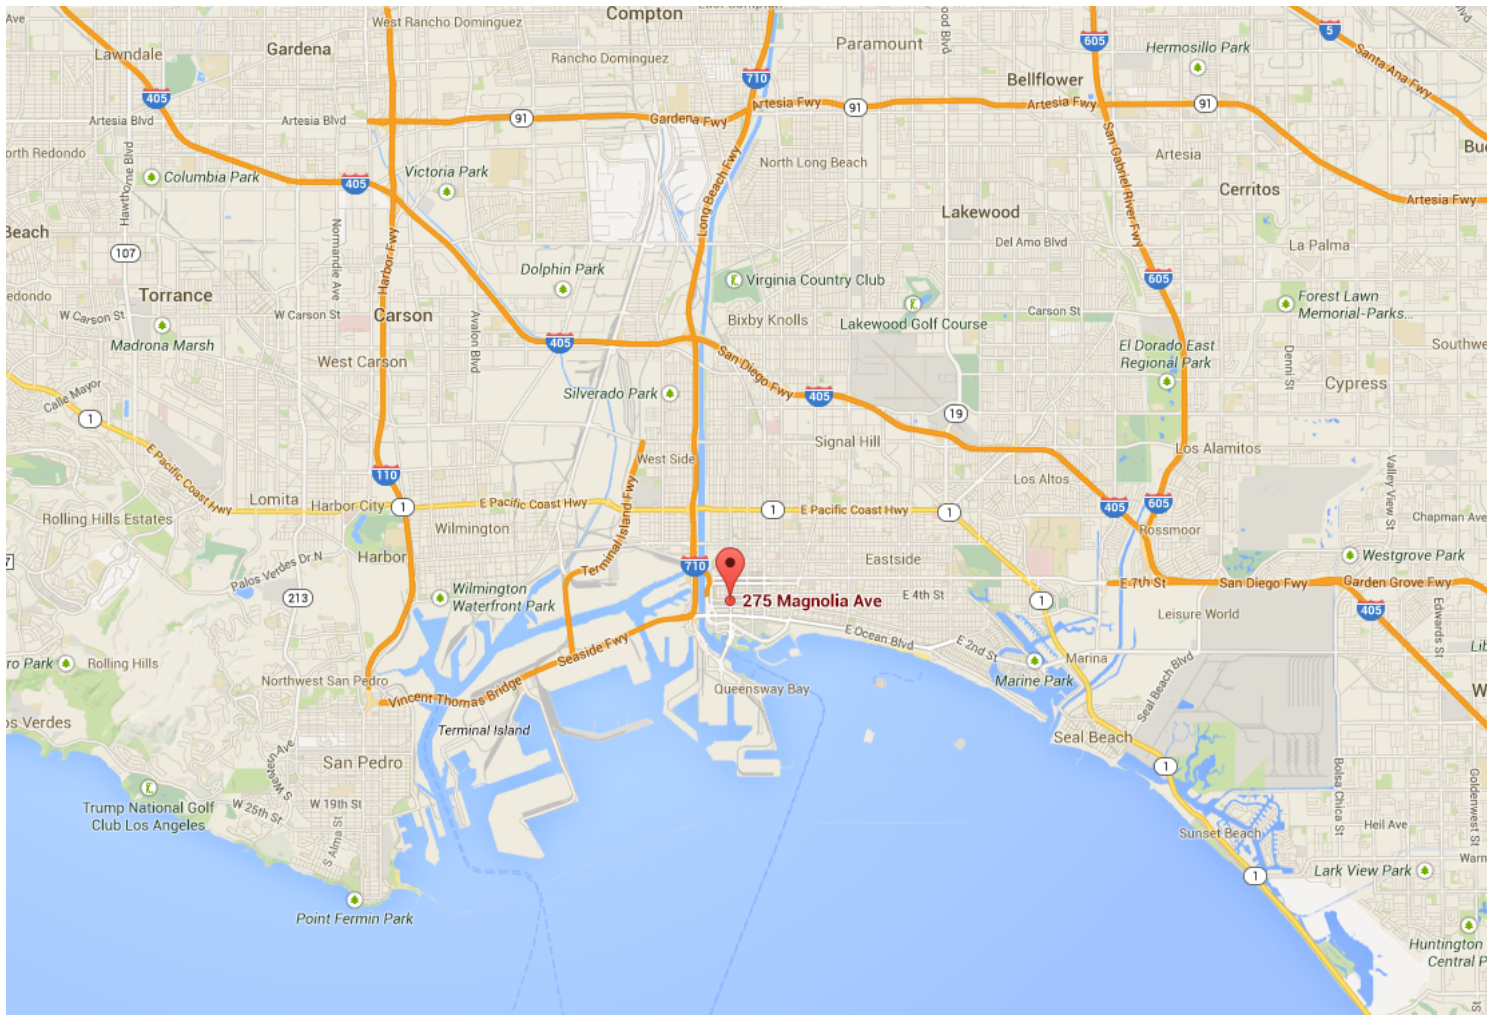 Ave
West Rancho Dominguez
Compton
East Compton
5
Lawndale
Gardena
Rancho Dominguez
Paramount
605
Hermosillo Park
Santa Ana Fwy
405
710
Bellflower
Artesia Blvd
Artesia Blvd
91
Gardena Fwy
Artesia Fwy
91
Artesia Fwy
91
Hawthorne Blvd
Columbia Park
405
Victoria Park
Long Beach Fwy
North Long Beach
San Gabriel River Fwy
Artesia
Cerritos
Artesia Fwy
Beach
107
Normandie Ave
Harbor Fwy
Lakewood
Del Amo Blvd
La Palma
Dolphin Park
Virginia Country Club
605
Torrance
W Carson St
W Carson St
Carson
Avalon Blvd
Bixby Knolls
Lakewood Golf Course
Carson St
Forest Lawn
Memorial-Parks...
Madrona Marsh
West Carson
405
San Diego Fwy
El Dorado East
Regional Park
Denni St
Cypress
Calle Mayor
1
Silverado Park
405
19
E Pacific Coast Hwy
110
West Side
Signal Hill
Los Alamitos
Lomita
Harbor City
1
E Pacific Coast Hwy
Terminal Island Fwy
1
E Pacific Coast Hwy
1
Los Altos
405
605
Valley View St
Rolling Hills Estates
Wilmington
Rossmoor
Chapman Ave
Harbor
Palos Verdes Dr N
710
Eastside
Westgrove Park
213
Wilmington
Waterfront Park
275 Magnolia Ave
E 4th St
1
E 7th St
San Diego Fwy
Garden Grove Fwy
405
Leisure World
Edwards St
Rolling Hills
Seaside Fwy
E Ocean Blvd
E 2nd St
Marina
Marine Park
Northwest San Pedro
Vincent Thomas Bridge
Queensway Bay
Seal Beach Blvd
Terminal Island
Seal Beach
San Pedro
S Western Ave
1
Bolsa Chica St
Goldenwest St
Trump National Golf
Club Los Angeles
W 25th St
W 19th St
S Alma St
Sunset Beach
Heil Ave
1
Lark View Park
Point Fermin Park
Huntington
Central P